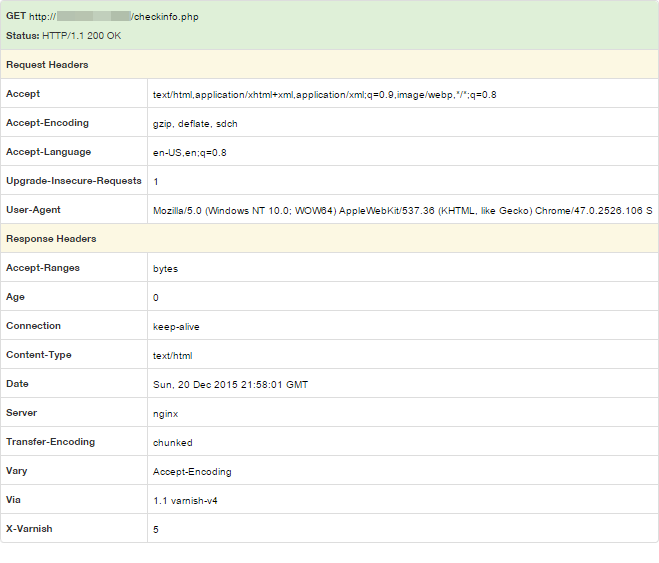 GET http:// /checkinfo.php
Status: HTTP/1.1 200 OK
Request Headers
Accept text/html,application/xhtml+xml,application/xml;q=0.9,image/webp,*/*;q=0.8
Accept-Encoding gzip, deflate, sdch
Accept-Language en-US,en;q=0.8
Upgrade-Insecure-Requests 1
User-Agent Mozilla/5.0 (Windows NT 10.0; WOW64) AppleWebKit/537.36 (KHTML, like Gecko) Chrome/47.0.2526.106 S
Response Headers
Accept-Ranges bytes
Age 0
Connection keep-alive
Content-Type text/html
Date Sun, 20 Dec 2015 21:58:01 GMT
Server nginx
Transfer-Encoding chunked
Vary Accept-Encoding
Via 1.1 varnish-v4
X-Varnish 5